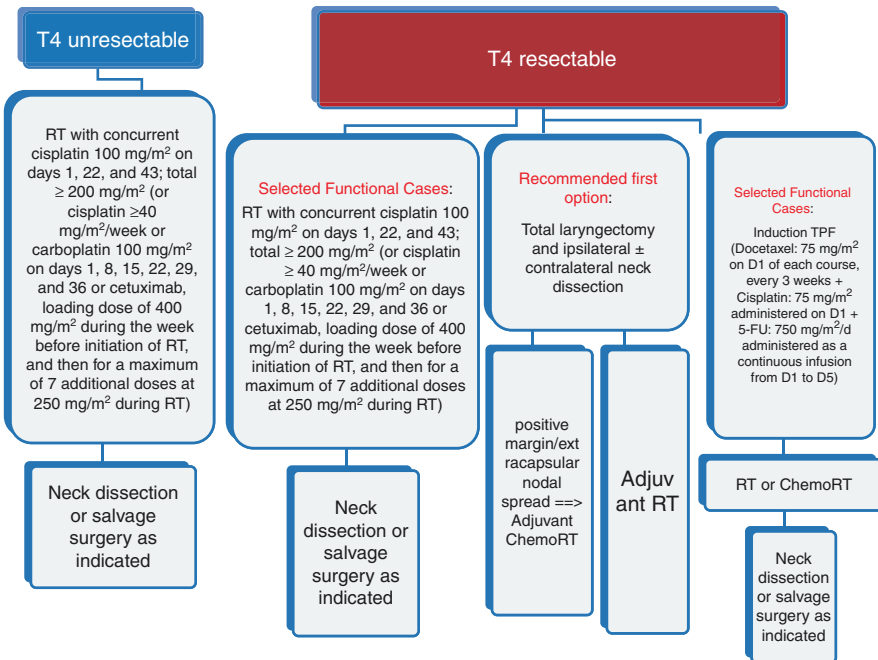 T4 unresectable
RT with concurrent
cisplatin 100 mg/m² on
days 1, 22, and 43; total
≥ 200 mg/m² (or
cisplatin ≥40
mg/m²/week or
carboplatin 100 mg/m²
on days 1, 8, 15, 22, 29,
and 36 or cetuximab,
loading dose of 400
mg/m² during the week
before initiation of RT,
and then for a maximum
of 7 additional doses at
250 mg/m² during RT)
Neck dissection
or salvage
surgery as
indicated
T4 resectable
Selected Functional Cases:
RT with concurrent cisplatin 100
mg/m² on days 1, 22, and 43;
total ≥ 200 mg/m² (or cisplatin
≥ 40 mg/m²/week or
carboplatin 100 mg/m² on days
1, 8, 15, 22, 29, and 36 or
cetuximab, loading dose of 400
mg/m² during the week before
initiation of RT, and then for a
maximum of 7 additional doses
at 250 mg/m² during RT)
Neck
dissection or
salvage
surgery as
indicated
Recommended first
option:
Total laryngectomy
and ipsilateral ±
contralateral neck
dissection
positive
margin/ext
racapsular
nodal
spread ==>
Adjuvant
ChemoRT
Adjuv
ant RT
Selected Functional
Cases:
Induction TPF
(Docetaxel: 75 mg/m²
on D1 of each course,
every 3 weeks +
Cisplatin: 75 mg/m²
administered on D1 +
5-FU: 750 mg/m²/d
administered as a
continuous infusion
from D1 to D5)
RT or ChemoRT
Neck
dissection
or salvage
surgery as
indicated